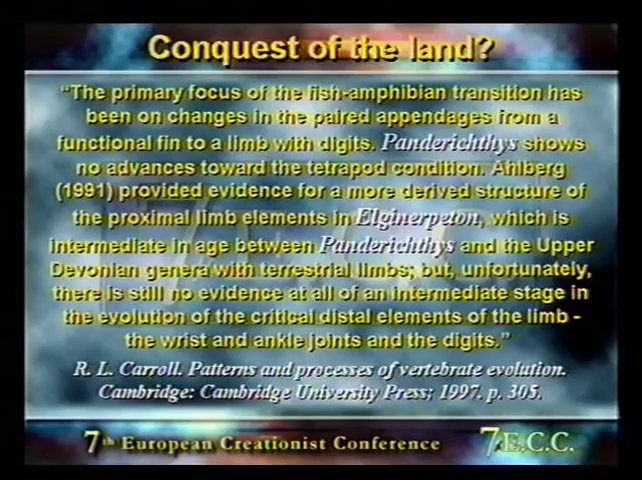 Conquest of the land?
"The primary focus of the fish-amphibian transition has
been on changes in the paired appendages from a
functional fin to a limb with digits. Panderichthys shows
no advances toward the tetrapod condition. Ahlberg
(1991) provided evidence for a more derived structure of
the proximal limb elements in Elginerpeton, which is
intermediate in age between Panderichthys and the Upper
Devonian genera with terrestrial limbs; but, unfortunately,
there is still no evidence at all of an intermediate stage in
the evolution of the critical distal elements of the limb -
the wrist and ankle joints and the digits."
R. L. Carroll. Patterns and processes of vertebrate evolution.
Cambridge: Cambridge University Press; 1997. p. 305.
7th European Creationist Conference 7E.C.C.